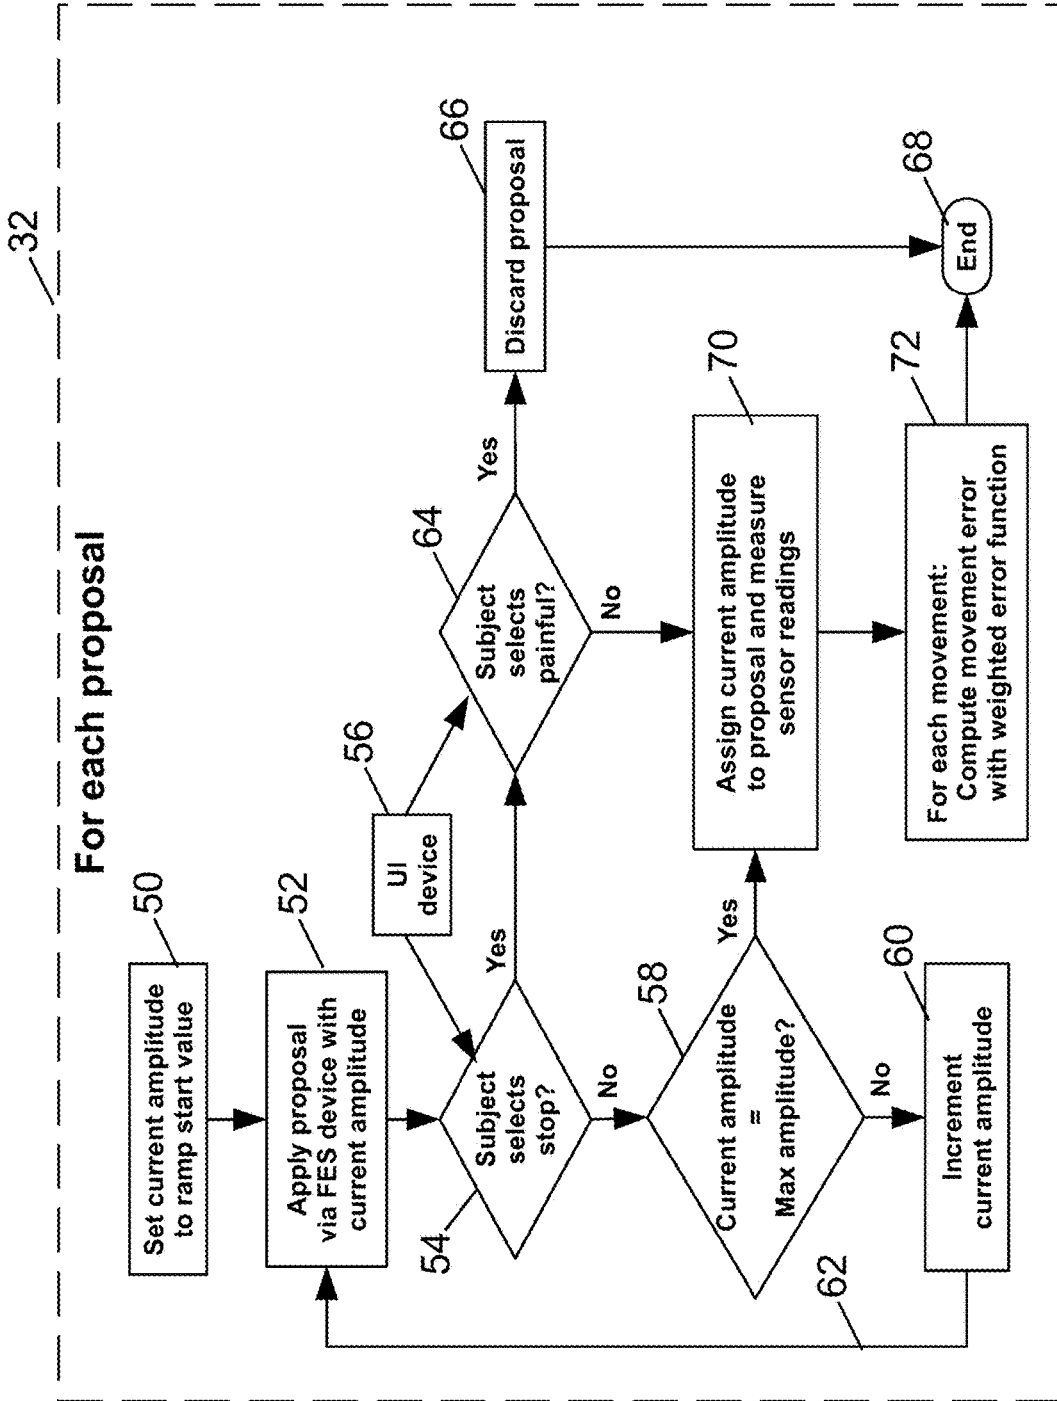 32
For each proposal
50
Set current amplitude
to ramp start value
52
Apply proposal
via FES device with
current amplitude
56
UI
device
54
Subject
selects
stop?
Yes
No
64
Subject
selects
painful?
Yes
No
66
Discard proposal
58
Current amplitude
=
Max amplitude?
Yes
No
70
Assign current amplitude
to proposal and measure
sensor readings
60
Increment
current amplitude
62
72
For each movement:
Compute movement error
with weighted error function
68
End